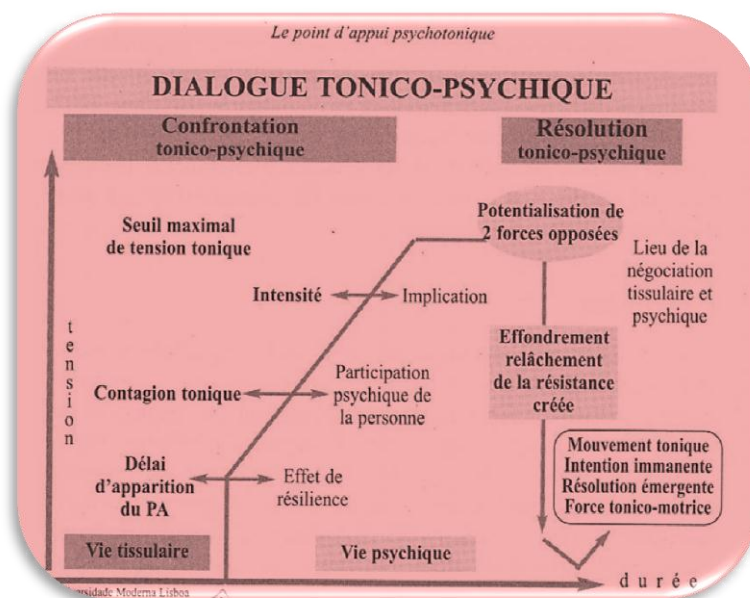 Le point d'appui psychotonique
DIALOGUE TONICO-PSYCHIQUE
Confrontation
tonico-psychique
Résolution
tonico-psychique
Seuil maximal
de tension tonique
Potentialisation de
2 forces opposées
Lieu de la
négociation
tissulaire et
psychique
Intensité
Implication
tension
Effondrement
relâchement
de la résistance
créée
Contagion tonique
Participation
psychique de
la personne
Délai
d'apparition
du PA
Effet de
résilience
Mouvement tonique
Intention immanente
Résolution émergente
Force tonico-motrice
Vie tissulaire
Vie psychique
durée
Moderna Lisboa